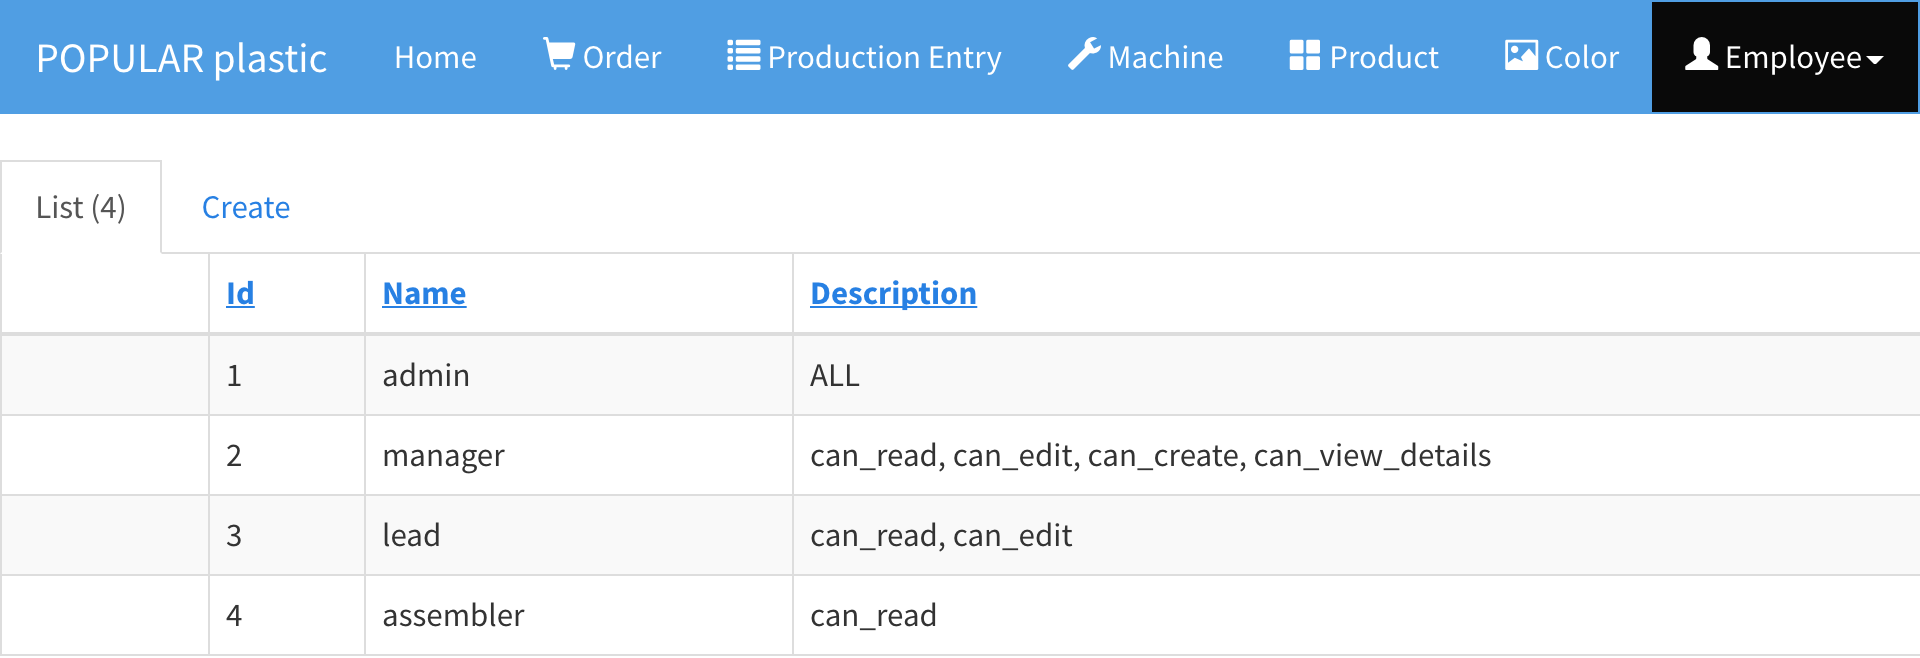 POPULAR plastic Home Order Production Entry Machine Product Color Employee
List (4) Create
Id Name Description
1 admin ALL
2 manager can_read, can_edit, can_create, can_view_details
3 lead can_read, can_edit
4 assembler can_read